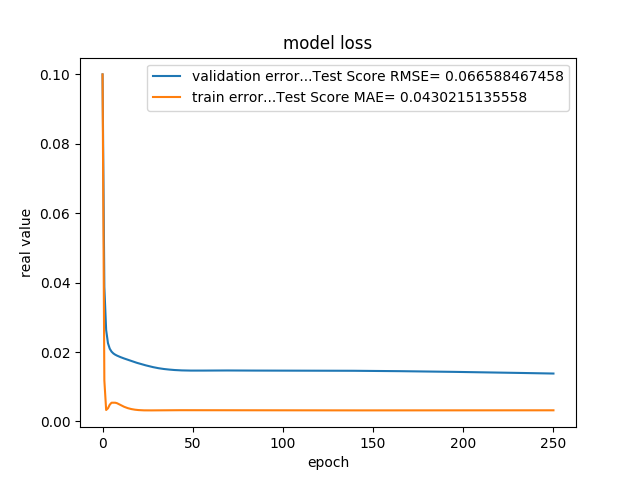 model loss
validation error...Test Score RMSE= 0.066588467458
train error...Test Score MAE= 0.0430215135558
0.10
0.08
0.06
0.04
0.02
0.00
real value
0 50 100 150 200 250
epoch